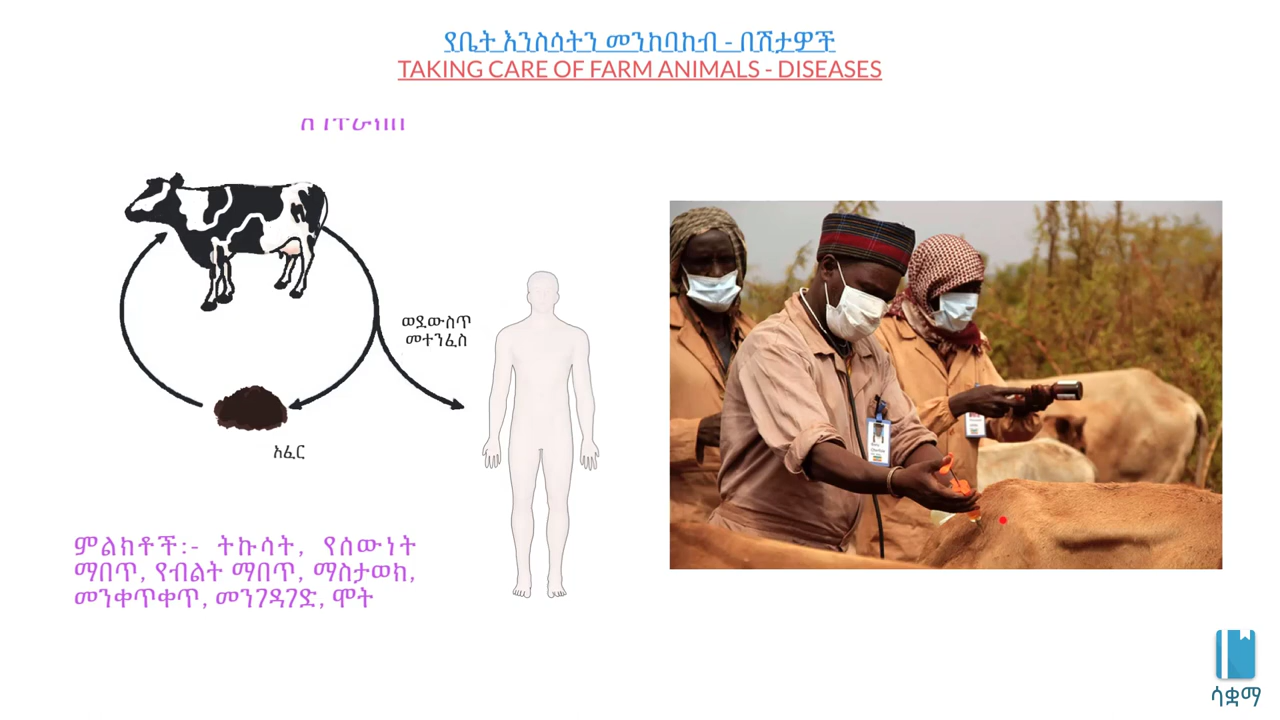 የቤት እንስሳትን መንከባከብ - በሽታዎች
TAKING CARE OF FARM ANIMALS - DISEASES
ወደውስጥ
መተንፈስ
አፈር
ምልክቶች:- ትኩሳት, የሰውነት
ማበጥ, የብልት ማበጥ, ማስታወክ,
መንቀጥቀጥ, መንገዳገድ, ሞት
ሳቋማ